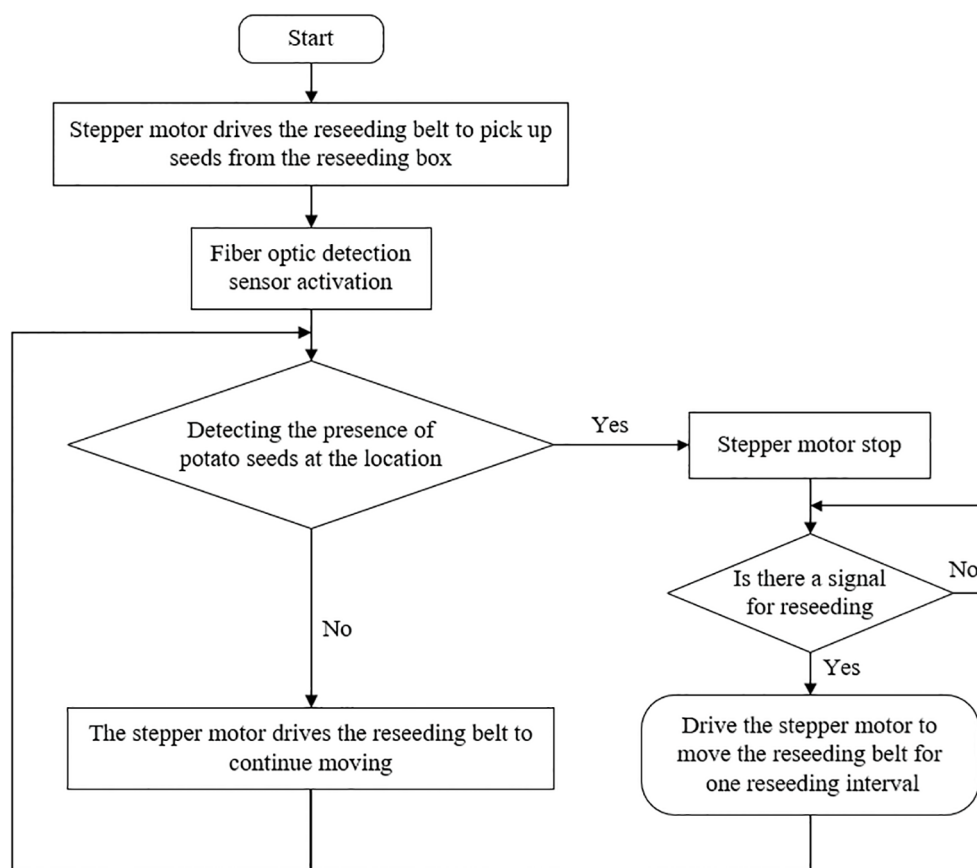 Start
Stepper motor drives the reseeding belt to pick up
seeds from the reseeding box
Fiber optic detection
sensor activation
Detecting the presence of
potato seeds at the location
Yes
Stepper motor stop
Is there a signal
for reseeding
No
Yes
No
The stepper motor drives the reseeding belt to
continue moving
Drive the stepper motor to
move the reseeding belt for
one reseeding interval